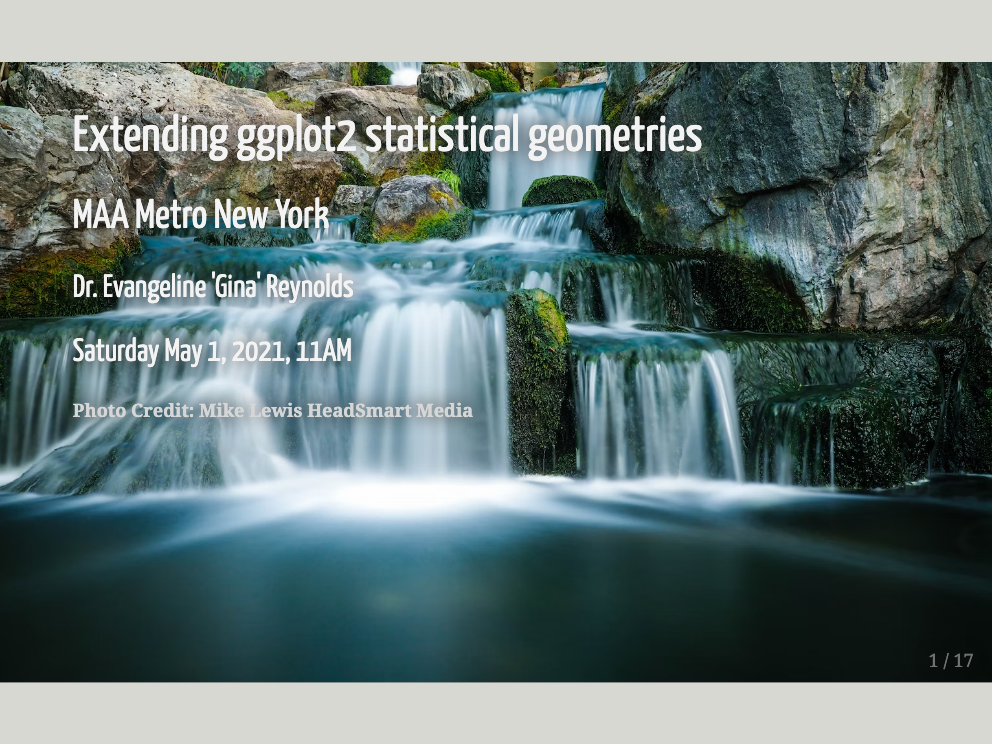 Extending ggplot2 statistical geometries
MAA Metro New York
Dr. Evangeline 'Gina' Reynolds
Saturday May 1, 2021, 11AM
Photo Credit: Mike Lewis HeadSmart Media
1 / 17